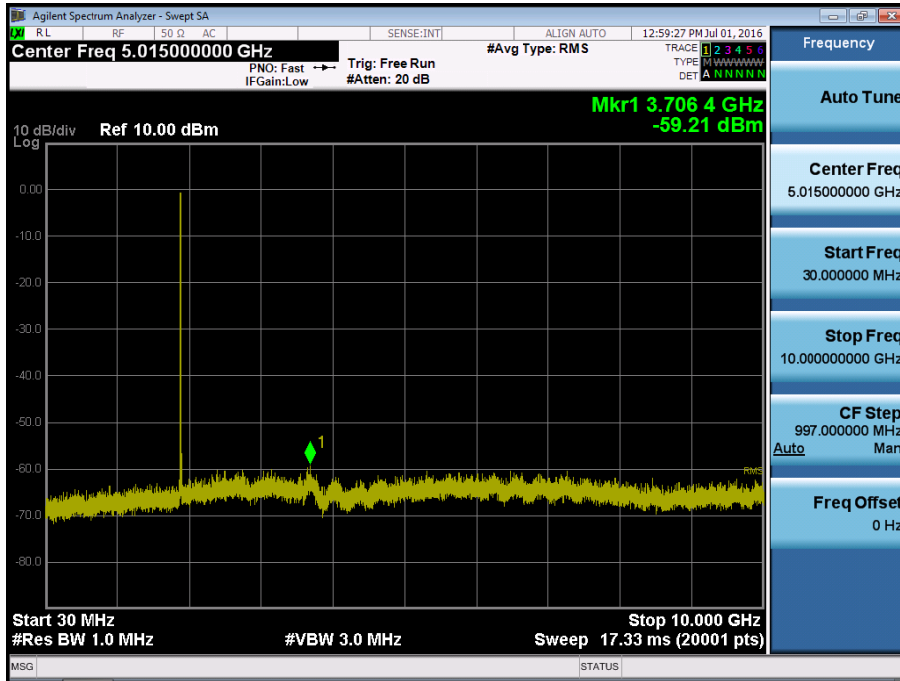 Agilent Spectrum Analyzer - Swept SA
LXI RL RF 50 Ω AC SENSE:INT ALIGN AUTO 12:59:27 PM Jul 01, 2016
Center Freq 5.015000000 GHz
#Avg Type: RMS
TRACE 1 2 3 4 5 6
PNO: Fast
Trig: Free Run
TYPE M WWWWW
IFGain:Low
#Atten: 20 dB
DET A N N N N N
Mkr1 3.706 4 GHz
-59.21 dBm
10 dB/div Ref 10.00 dBm
Log
0.00
-10.0
-20.0
-30.0
-40.0
-50.0
-60.0
-70.0
-80.0
1
RMS
Start 30 MHz
Stop 10.000 GHz
#Res BW 1.0 MHz
#VBW 3.0 MHz
Sweep 17.33 ms (20001 pts)
MSG
STATUS
Frequency
Auto Tune
Center Freq
5.015000000 GHz
Start Freq
30.000000 MHz
Stop Freq
10.000000000 GHz
CF Step
997.000000 MHz
Auto Man
Freq Offset
0 Hz